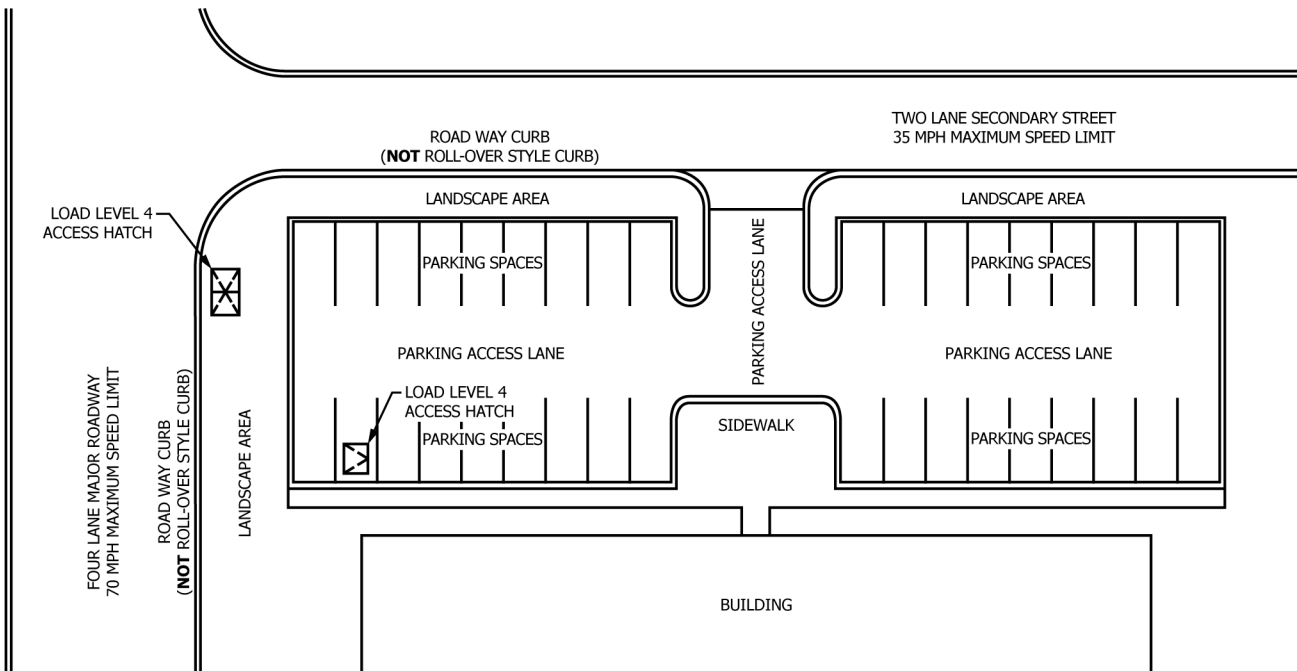 TWO LANE SECONDARY STREET
35 MPH MAXIMUM SPEED LIMIT
ROAD WAY CURB
(NOT ROLL-OVER STYLE CURB)
LANDSCAPE AREA
LANDSCAPE AREA
LOAD LEVEL 4
ACCESS HATCH
PARKING SPACES
PARKING ACCESS LANE
PARKING SPACES
PARKING ACCESS LANE
PARKING ACCESS LANE
LOAD LEVEL 4
ACCESS HATCH
PARKING SPACES
SIDEWALK
PARKING SPACES
FOUR LANE MAJOR ROADWAY
70 MPH MAXIMUM SPEED LIMIT
ROAD WAY CURB
(NOT ROLL-OVER STYLE CURB)
LANDSCAPE AREA
BUILDING